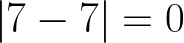 |7 − 7| = 0